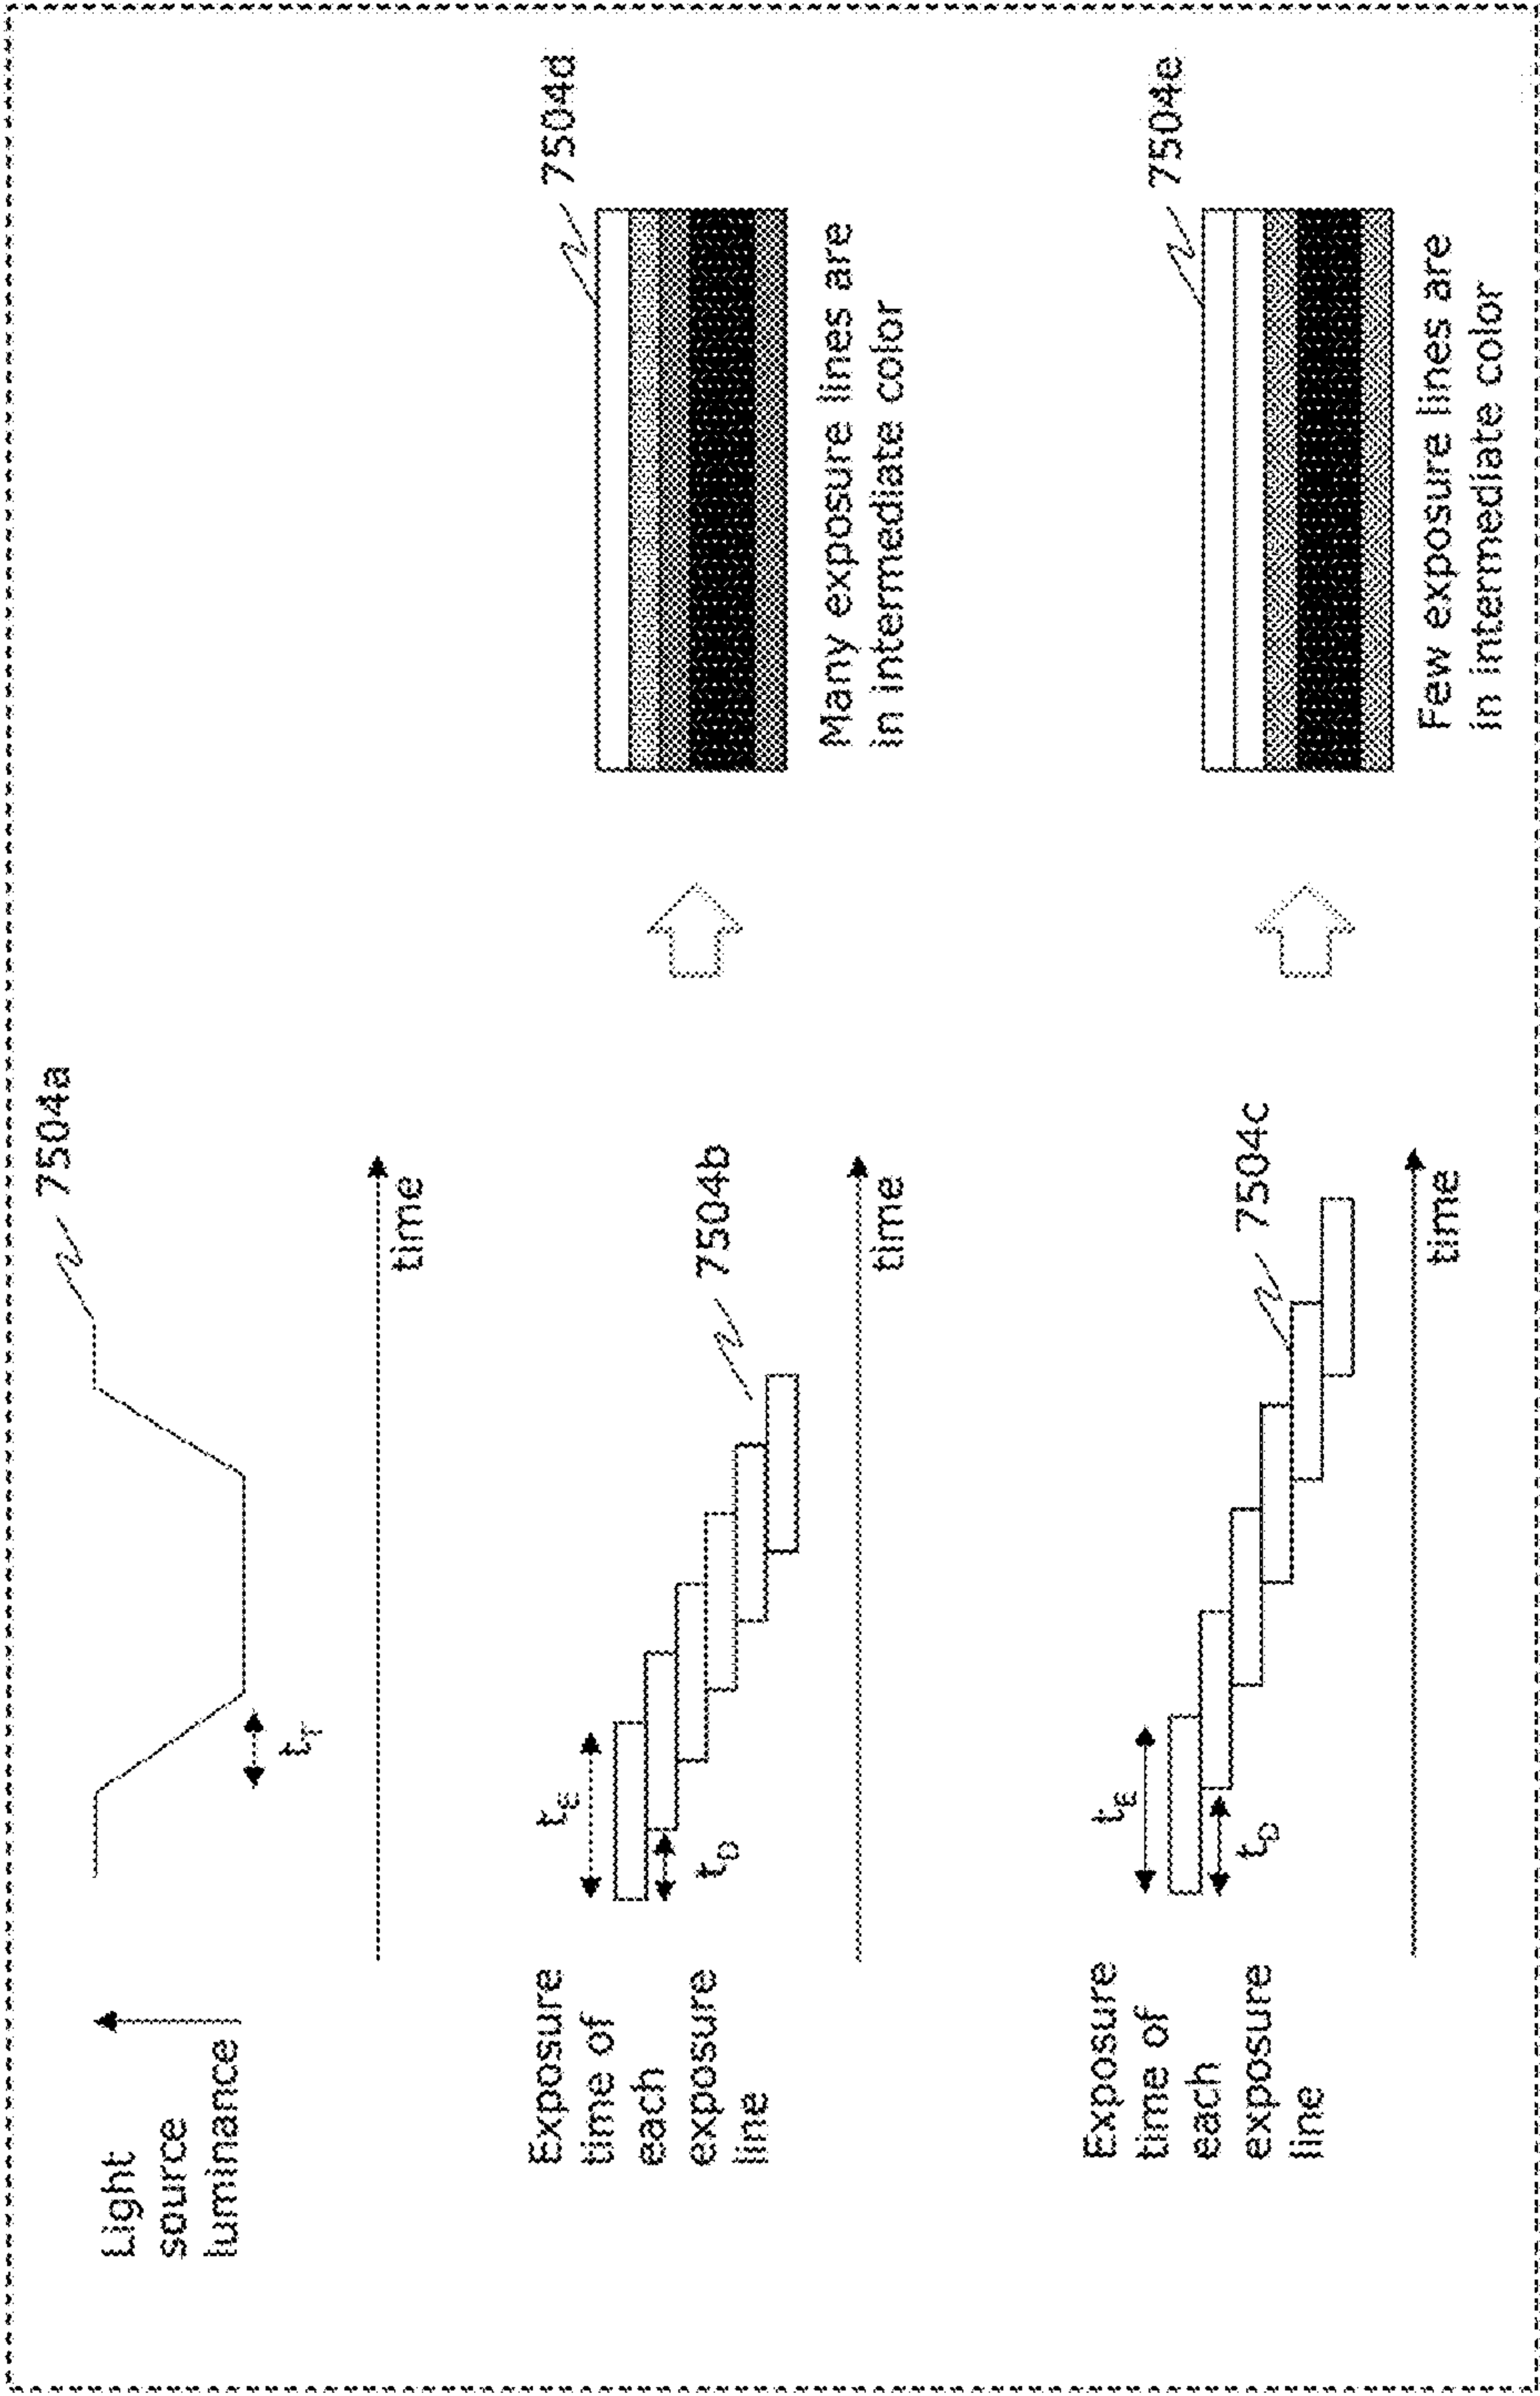 Light
source
luminance
7504a
t_T
time
Exposure
time of
each
exposure
line
t_E
t_D
7504b
time
7504d
Many exposure lines are
in intermediate color
Exposure
time of
each
exposure
line
t_E
t_D
7504c
time
7504e
Few exposure lines are
in intermediate color